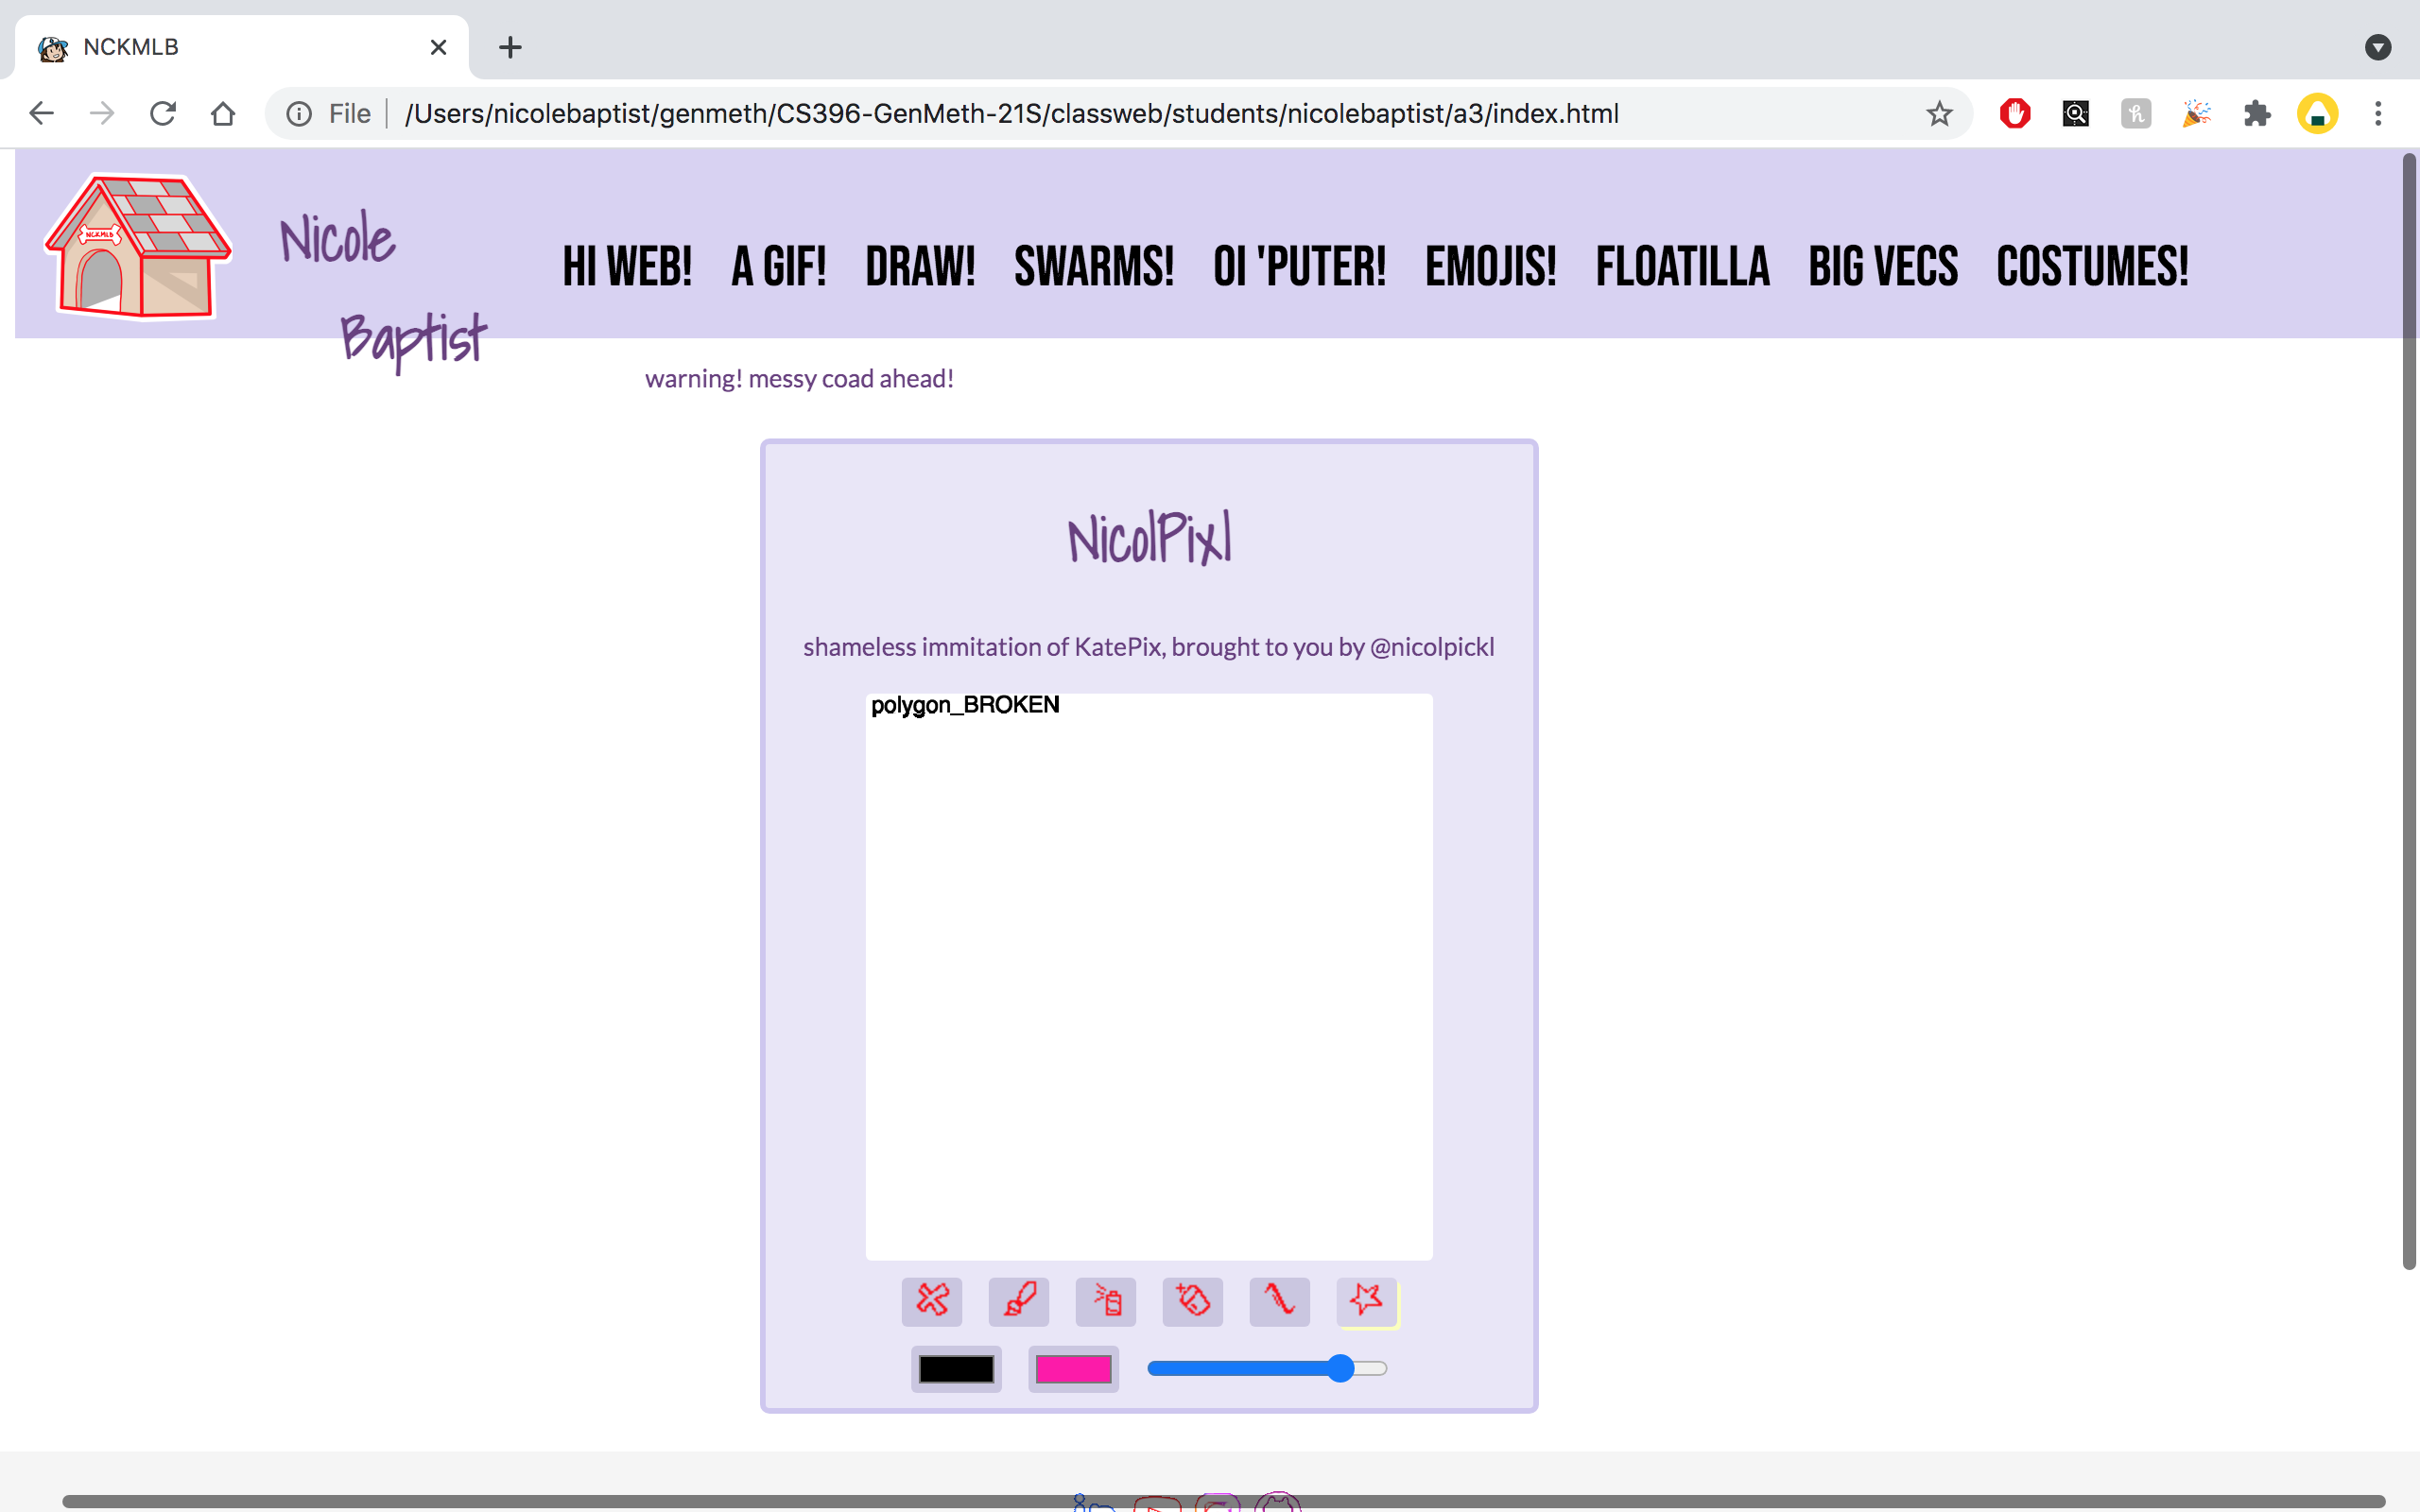 NCKMLB
File
/Users/nicolebaptist/genmeth/CS396-GenMeth-21S/classweb/students/nicolebaptist/a3/index.html
NCKMLB
Nicole
Baptist
HI WEB! A GIF! DRAW! SWARMS! OI 'PUTER! EMOJIS! FLOATILLA BIG VECS COSTUMES!
warning! messy coad ahead!
NicolPixl
shameless immitation of KatePix, brought to you by @nicolpickl
polygon_BROKEN